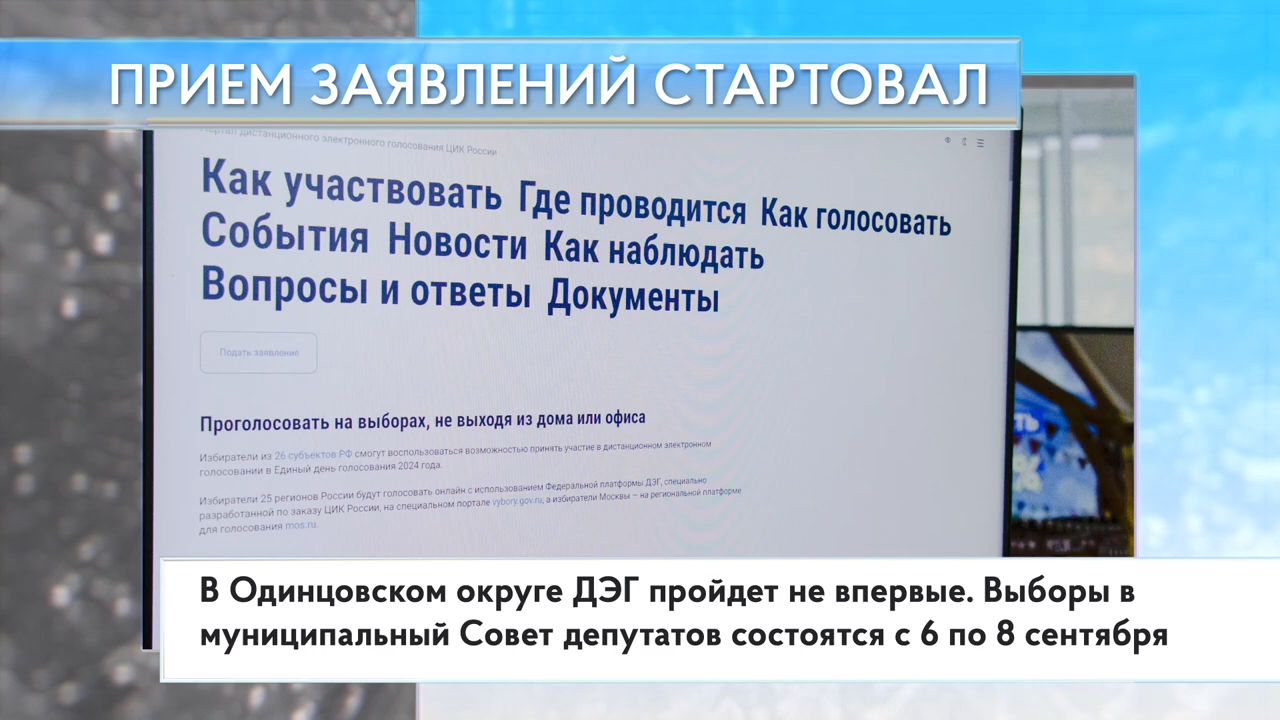 ПРИЕМ ЗАЯВЛЕНИЙ СТАРТОВАЛ
дистанционного электронного голосования ЦИК России
Как участвовать Где проводится Как голосовать
События Новости Как наблюдать
Вопросы и ответы Документы
Подать заявление
Проголосовать на выборах, не выходя из дома или офиса
Избиратели из 26 субъектов РФ смогут воспользоваться возможностью принять участие в дистанционном электронном
голосовании в Единый день голосования 2024 года.
Избиратели 25 регионов России будут голосовать онлайн с использованием Федеральной платформы ДЭГ, специально
разработанной по заказу ЦИК России, на специальном портале vybory.gov.ru, а избиратели Москвы – на региональной платформе
для голосования mos.ru.
В Одинцовском округе ДЭГ пройдет не впервые. Выборы в
муниципальный Совет депутатов состоятся с 6 по 8 сентября